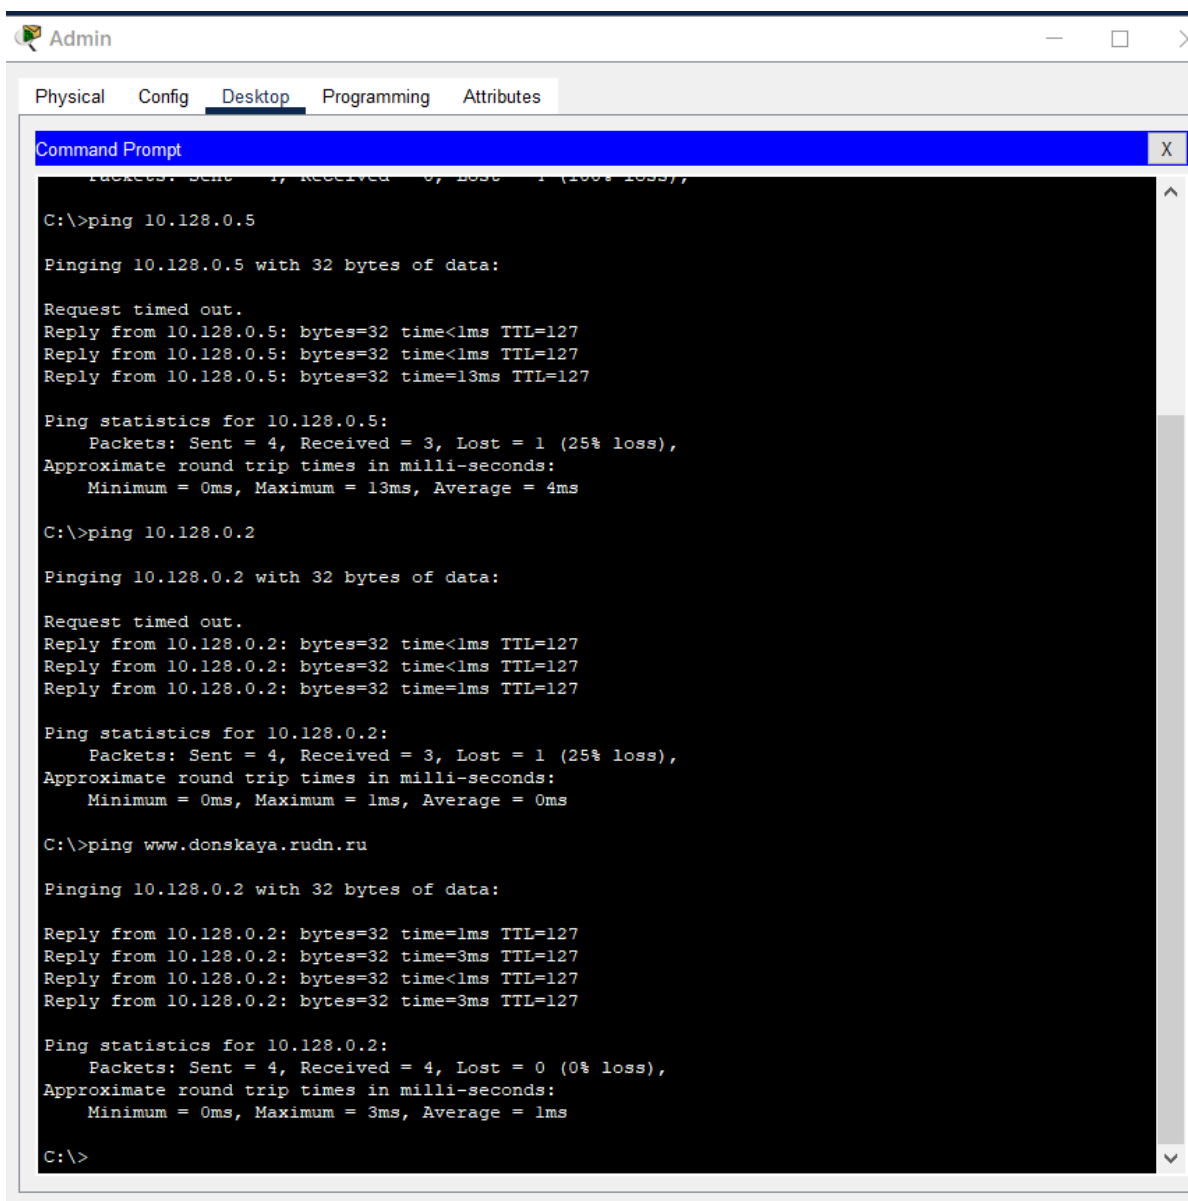 Admin
Physical Config Desktop Programming Attributes
Command Prompt X
Packets: Sent = 4, Received = 0, Lost = 4 (100% loss),
C:\>ping 10.128.0.5
Pinging 10.128.0.5 with 32 bytes of data:
Request timed out.
Reply from 10.128.0.5: bytes=32 time<1ms TTL=127
Reply from 10.128.0.5: bytes=32 time<1ms TTL=127
Reply from 10.128.0.5: bytes=32 time=13ms TTL=127
Ping statistics for 10.128.0.5:
Packets: Sent = 4, Received = 3, Lost = 1 (25% loss),
Approximate round trip times in milli-seconds:
Minimum = 0ms, Maximum = 13ms, Average = 4ms
C:\>ping 10.128.0.2
Pinging 10.128.0.2 with 32 bytes of data:
Request timed out.
Reply from 10.128.0.2: bytes=32 time<1ms TTL=127
Reply from 10.128.0.2: bytes=32 time<1ms TTL=127
Reply from 10.128.0.2: bytes=32 time=1ms TTL=127
Ping statistics for 10.128.0.2:
Packets: Sent = 4, Received = 3, Lost = 1 (25% loss),
Approximate round trip times in milli-seconds:
Minimum = 0ms, Maximum = 1ms, Average = 0ms
C:\>ping www.donskaya.rudn.ru
Pinging 10.128.0.2 with 32 bytes of data:
Reply from 10.128.0.2: bytes=32 time=1ms TTL=127
Reply from 10.128.0.2: bytes=32 time=3ms TTL=127
Reply from 10.128.0.2: bytes=32 time<1ms TTL=127
Reply from 10.128.0.2: bytes=32 time=3ms TTL=127
Ping statistics for 10.128.0.2:
Packets: Sent = 4, Received = 4, Lost = 0 (0% loss),
Approximate round trip times in milli-seconds:
Minimum = 0ms, Maximum = 3ms, Average = 1ms
C:\>